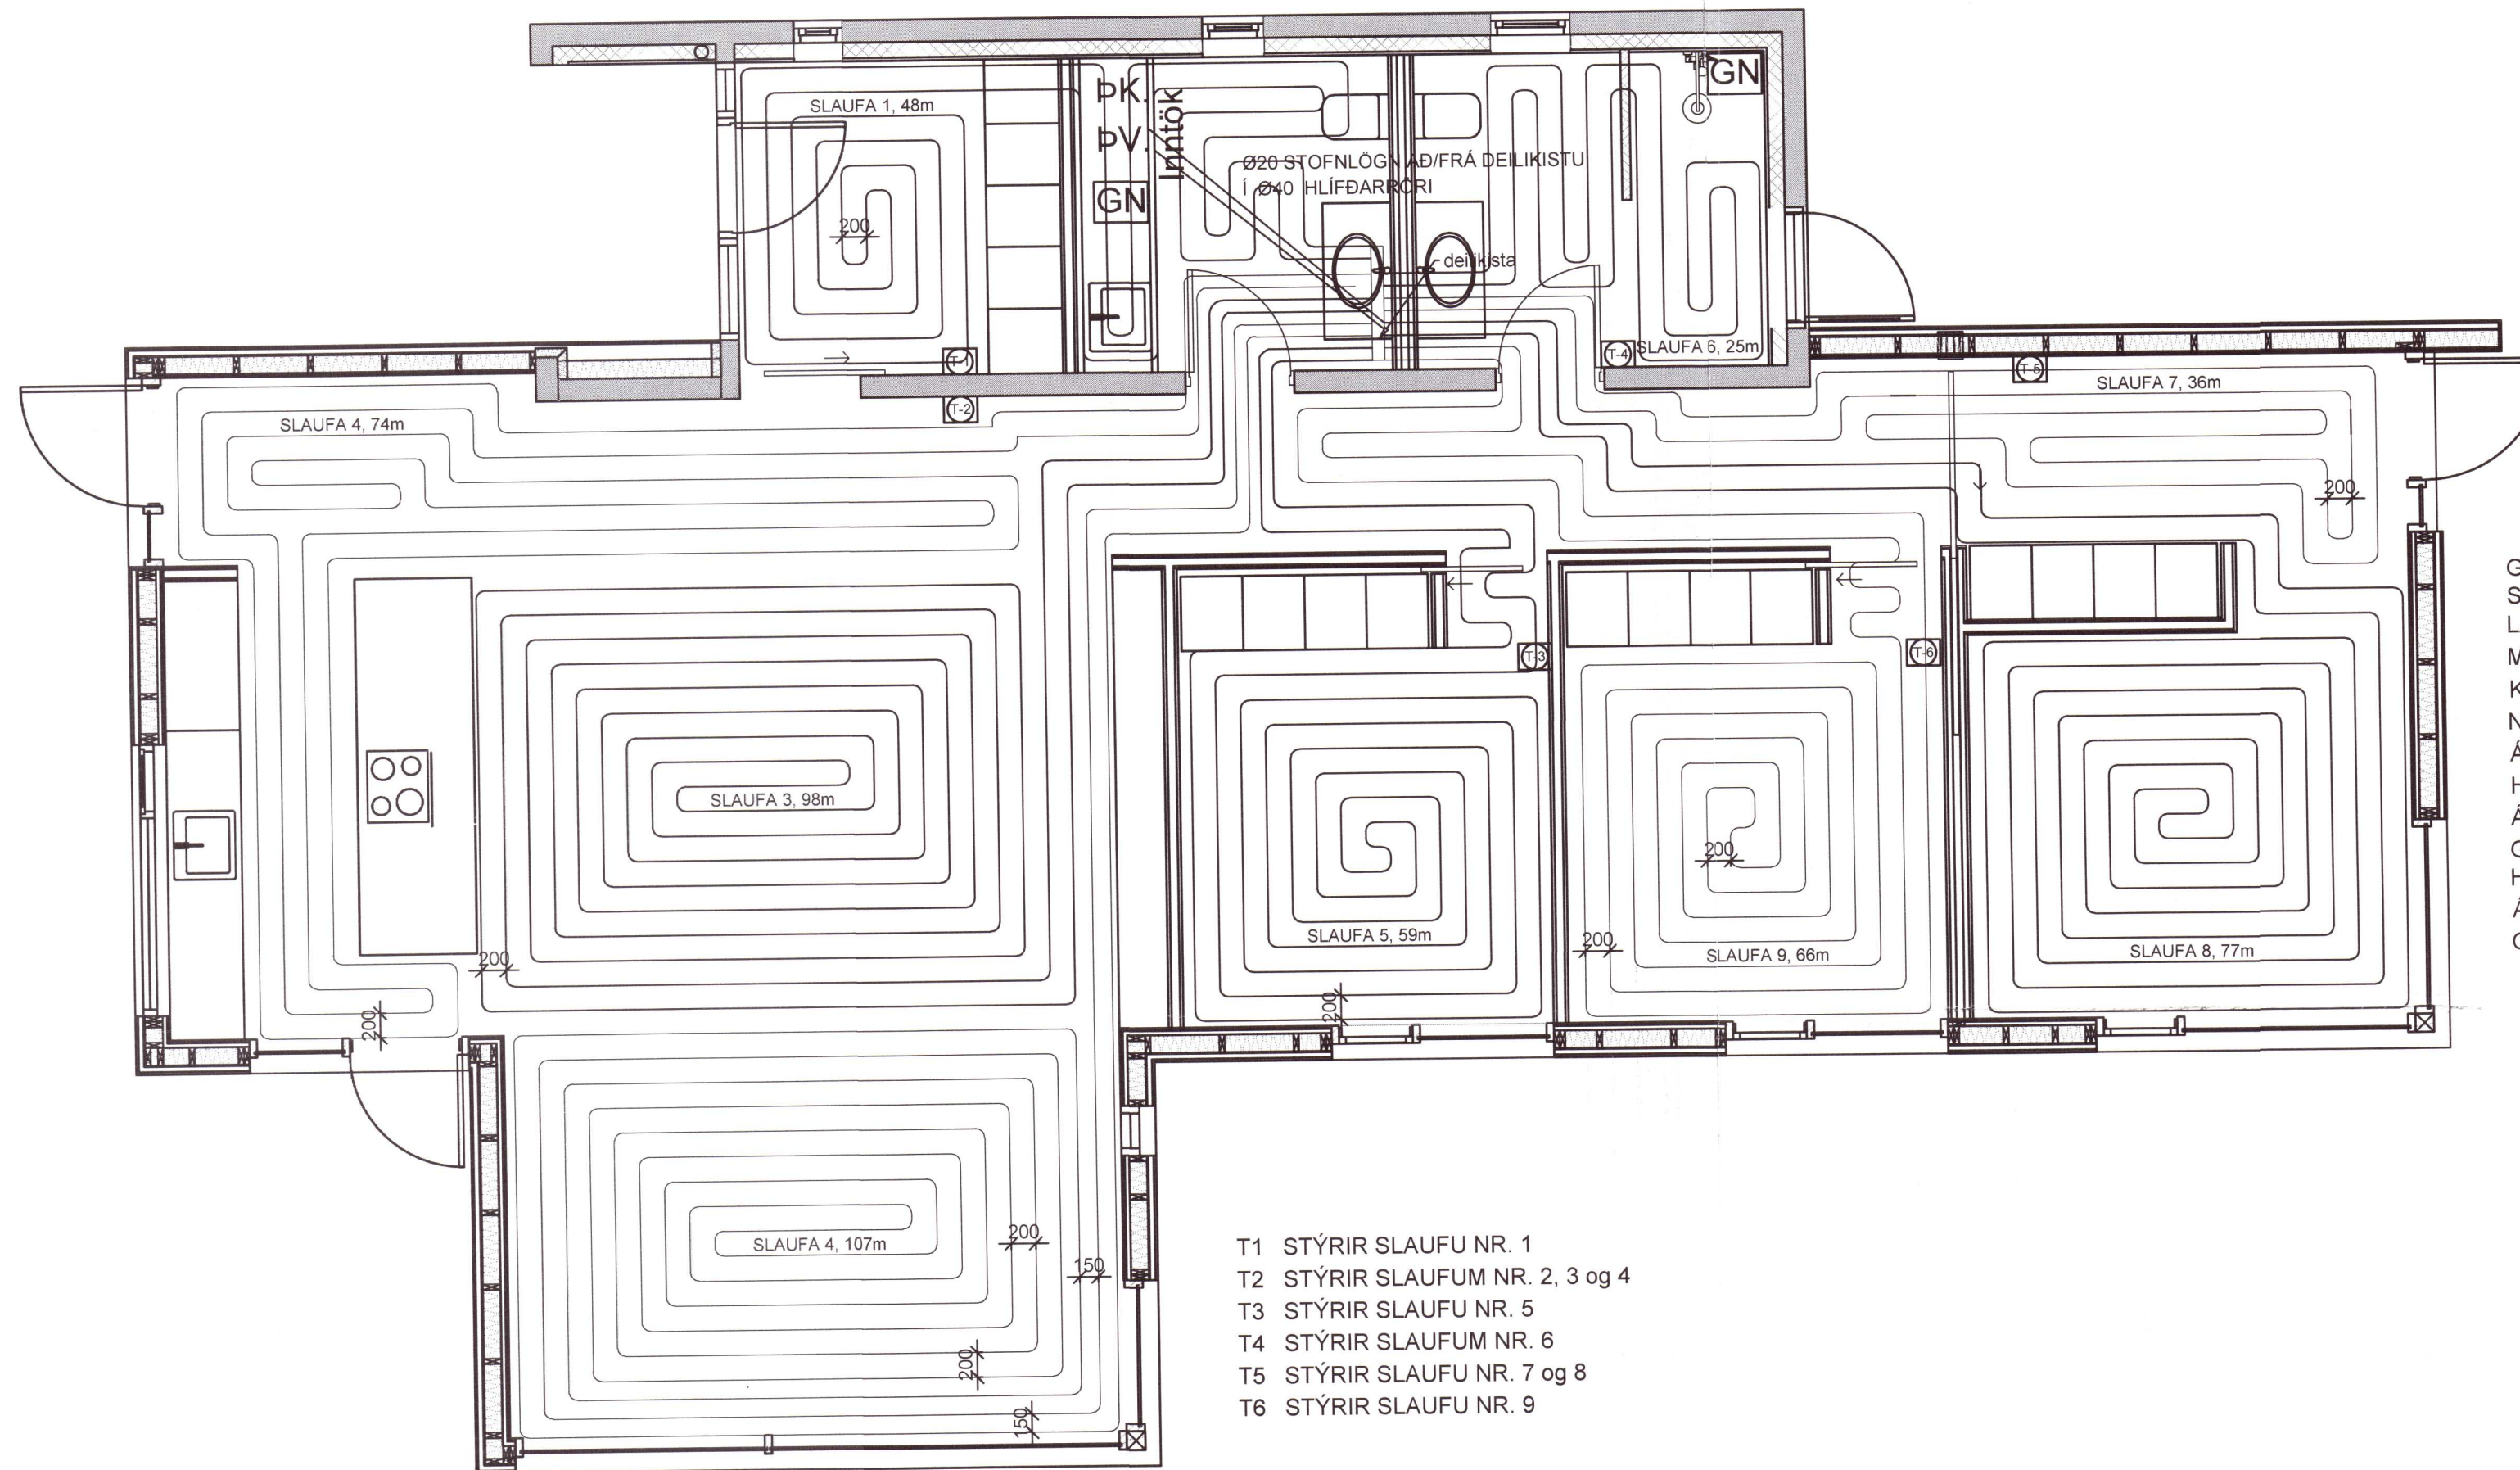 SLAUFA 1, 48m
ÞK.
ÞV.
GN
Inntök
GN
Ø20 STOFNLÖGN AÐ/FRÁ DEILIKISTU
Í Ø40 HLÍFÐARRÖRI
200
deilikista
T-1
T-2
T-4
SLAUFA 6, 25m
T-5
SLAUFA 7, 36m
SLAUFA 4, 74m
200
T-3
T-6
SLAUFA 3, 98m
200
200
SLAUFA 5, 59m
200
SLAUFA 9, 66m
SLAUFA 8, 77m
200
200
200
SLAUFA 4, 107m
200
150
200
150
T1 STÝRIR SLAUFU NR. 1
T2 STÝRIR SLAUFUM NR. 2, 3 og 4
T3 STÝRIR SLAUFU NR. 5
T4 STÝRIR SLAUFUM NR. 6
T5 STÝRIR SLAUFU NR. 7 og 8
T6 STÝRIR SLAUFU NR. 9